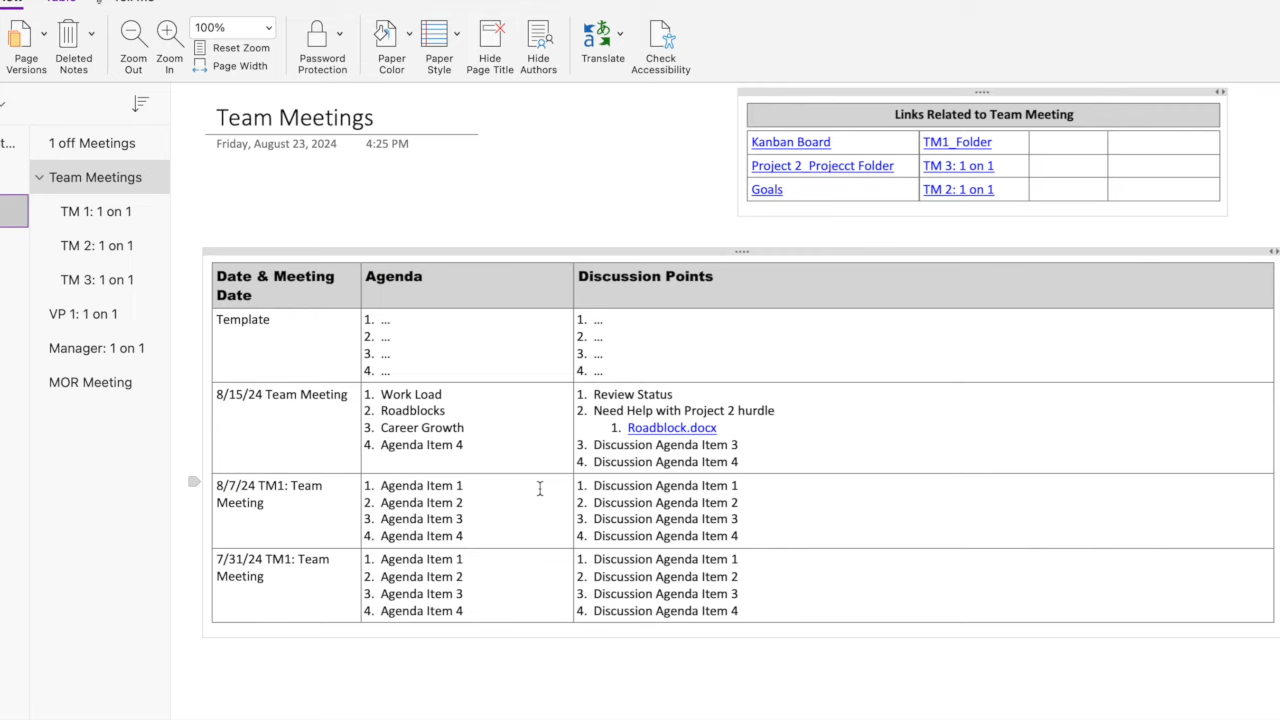 Table
Tell me
Page Versions
Deleted Notes
Zoom Out
Zoom In
100%
Reset Zoom
Page Width
Password Protection
Paper Color
Paper Style
Hide Page Title
Hide Authors
Translate
Check Accessibility
t...
1 off Meetings
Team Meetings
TM 1: 1 on 1
TM 2: 1 on 1
TM 3: 1 on 1
VP 1: 1 on 1
Manager: 1 on 1
MOR Meeting
Team Meetings
Friday, August 23, 2024 4:25 PM
Links Related to Team Meeting
Kanban Board TM1_Folder
Project 2_Projecct Folder TM 3: 1 on 1
Goals TM 2: 1 on 1
Date & Meeting Date
Agenda
Discussion Points
Template
1. ...
2. ...
3. ...
4. ...
1. ...
2. ...
3. ...
4. ...
8/15/24 Team Meeting
1. Work Load
2. Roadblocks
3. Career Growth
4. Agenda Item 4
1. Review Status
2. Need Help with Project 2 hurdle
1. Roadblock.docx
3. Discussion Agenda Item 3
4. Discussion Agenda Item 4
8/7/24 TM1: Team
Meeting
1. Agenda Item 1
2. Agenda Item 2
3. Agenda Item 3
4. Agenda Item 4
1. Discussion Agenda Item 1
2. Discussion Agenda Item 2
3. Discussion Agenda Item 3
4. Discussion Agenda Item 4
7/31/24 TM1: Team
Meeting
1. Agenda Item 1
2. Agenda Item 2
3. Agenda Item 3
4. Agenda Item 4
1. Discussion Agenda Item 1
2. Discussion Agenda Item 2
3. Discussion Agenda Item 3
4. Discussion Agenda Item 4